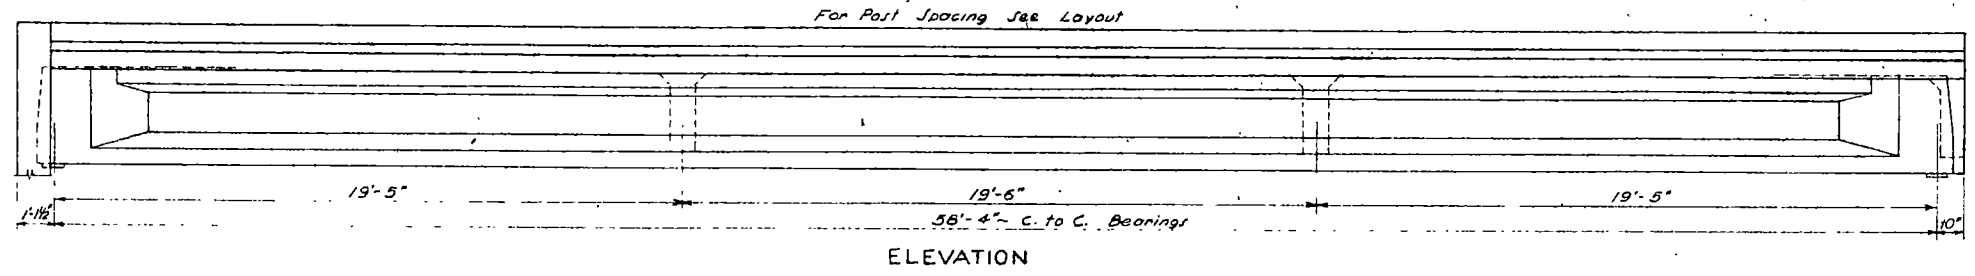 For Post Spacing See Layout
19'-5"
19'-6"
19'-5"
1'-1½"
58'-4"~ C. to C. Bearings
10"
ELEVATION